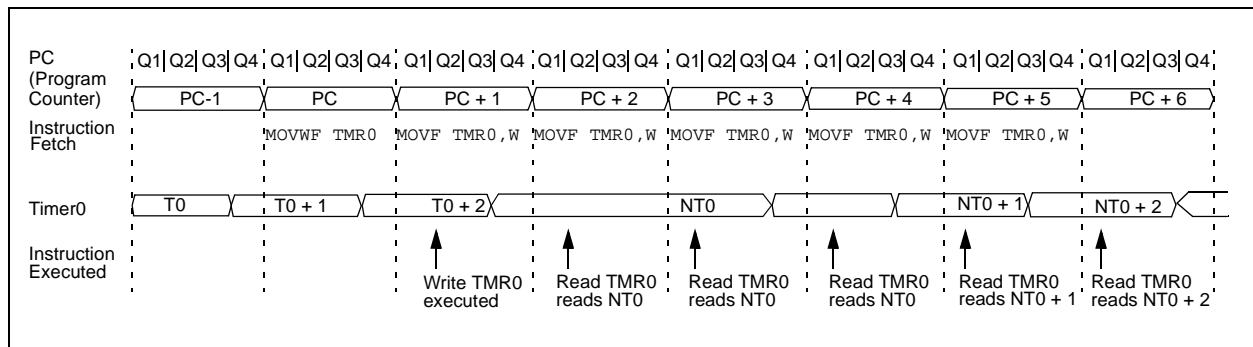 PC
(Program
Counter)
Q1 Q2 Q3 Q4 Q1 Q2 Q3 Q4 Q1 Q2 Q3 Q4 Q1 Q2 Q3 Q4 Q1 Q2 Q3 Q4 Q1 Q2 Q3 Q4 Q1 Q2 Q3 Q4 Q1 Q2 Q3 Q4
PC-1 PC PC + 1 PC + 2 PC + 3 PC + 4 PC + 5 PC + 6
Instruction
Fetch
MOVWF TMR0 MOVF TMR0,W MOVF TMR0,W MOVF TMR0,W MOVF TMR0,W MOVF TMR0,W
Timer0
T0 T0 + 1 T0 + 2 NT0 NT0 + 1 NT0 + 2
Instruction
Executed
Write TMR0
executed
Read TMR0
reads NT0
Read TMR0
reads NT0
Read TMR0
reads NT0
Read TMR0
reads NT0 + 1
Read TMR0
reads NT0 + 2